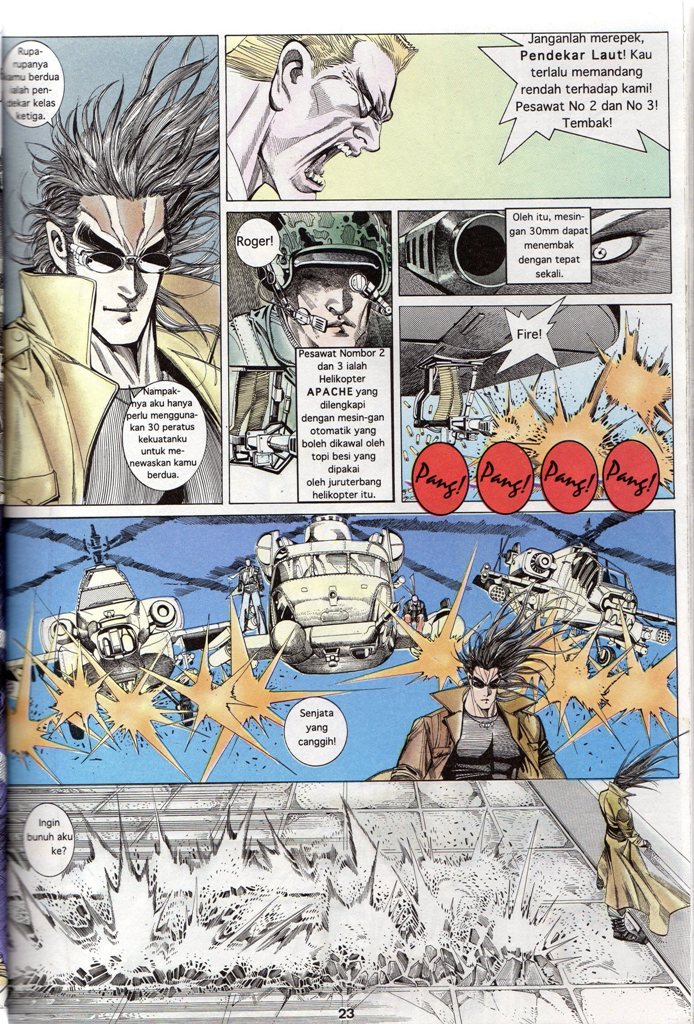 Rupa-
rupanya
kamu berdua
ialah pen-
dekar kelas
ketiga.
Nampak-
nya aku hanya
perlu mengguna-
kan 30 peratus
kekuatanku
untuk me-
newaskan kamu
berdua.
Janganlah merepek,
Pendekar Laut! Kau
terlalu memandang
rendah terhadap kami!
Pesawat No 2 dan No 3!
Tembak!
Roger!
Pesawat Nombor 2
dan 3 ialah
Helikopter
APACHE yang
dilengkapi
dengan mesin-gan
otomatik yang
boleh dikawal oleh
topi besi yang
dipakai
oleh juruterbang
helikopter itu.
Oleh itu, mesin-
gan 30mm dapat
menembak
dengan tepat
sekali.
Fire!
Pang!
Pang!
Pang!
Pang!
Senjata
yang
canggih!
Ingin
bunuh aku
ke?
23